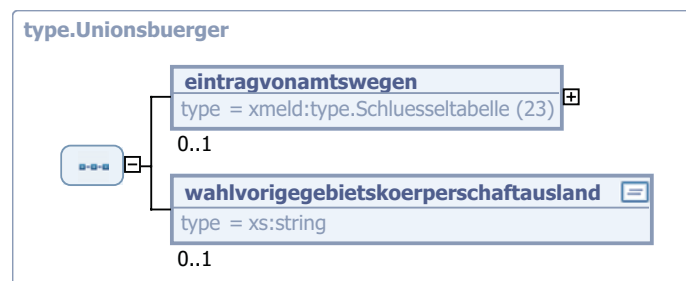 type.Unionsbuerger
eintragvonamtswegen
type = xmeld:type.Schluesseltabelle (23)
0..1
wahlvorigegebietskoerperschaftausland
type = xs:string
0..1